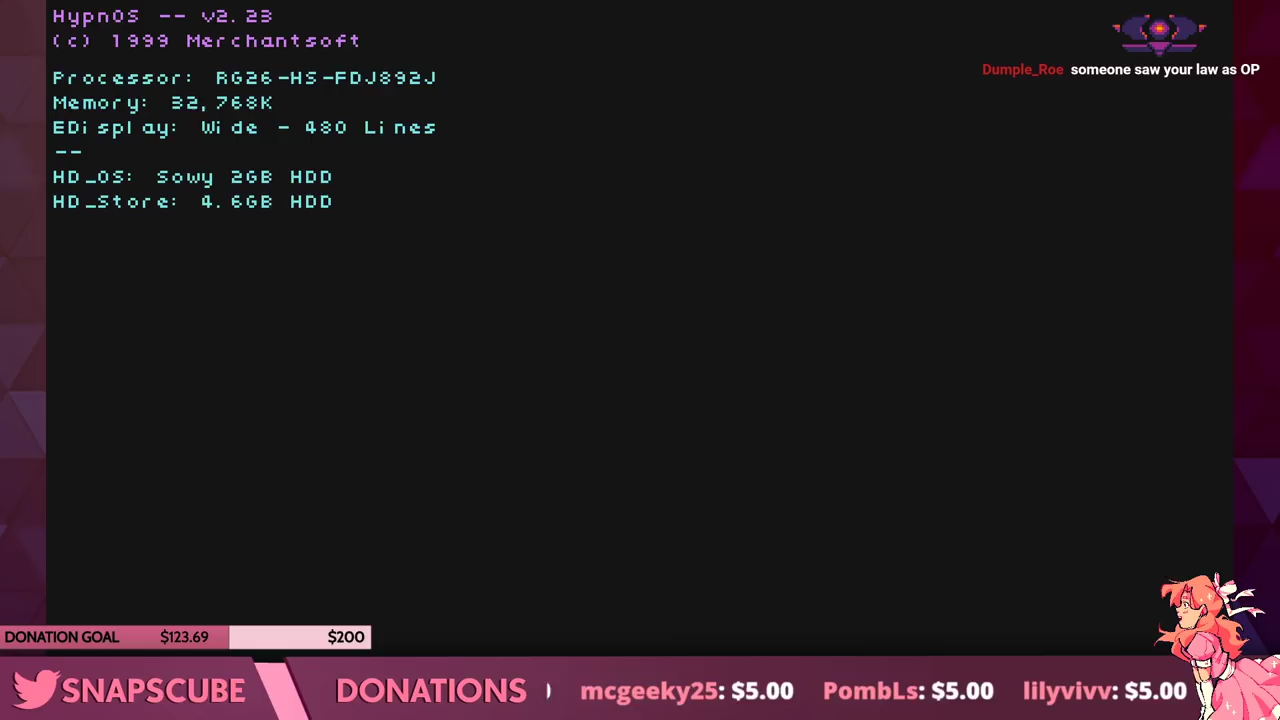 HypnOS -- v2.23
(c) 1999 Merchantsoft
Processor: RG26-HS-FDJ892J
Memory: 32,768K
EDisplay: Wide - 480 Lines
--
HD_OS: Sowy 2GB HDD
HD_Store: 4.6GB HDD
Dumple_Roe someone saw your law as OP
DONATION GOAL $123.69 $200
SNAPSCUBE DONATIONS ) mcgeeky25: $5.00 PombLs: $5.00 lilyvivv: $5.00